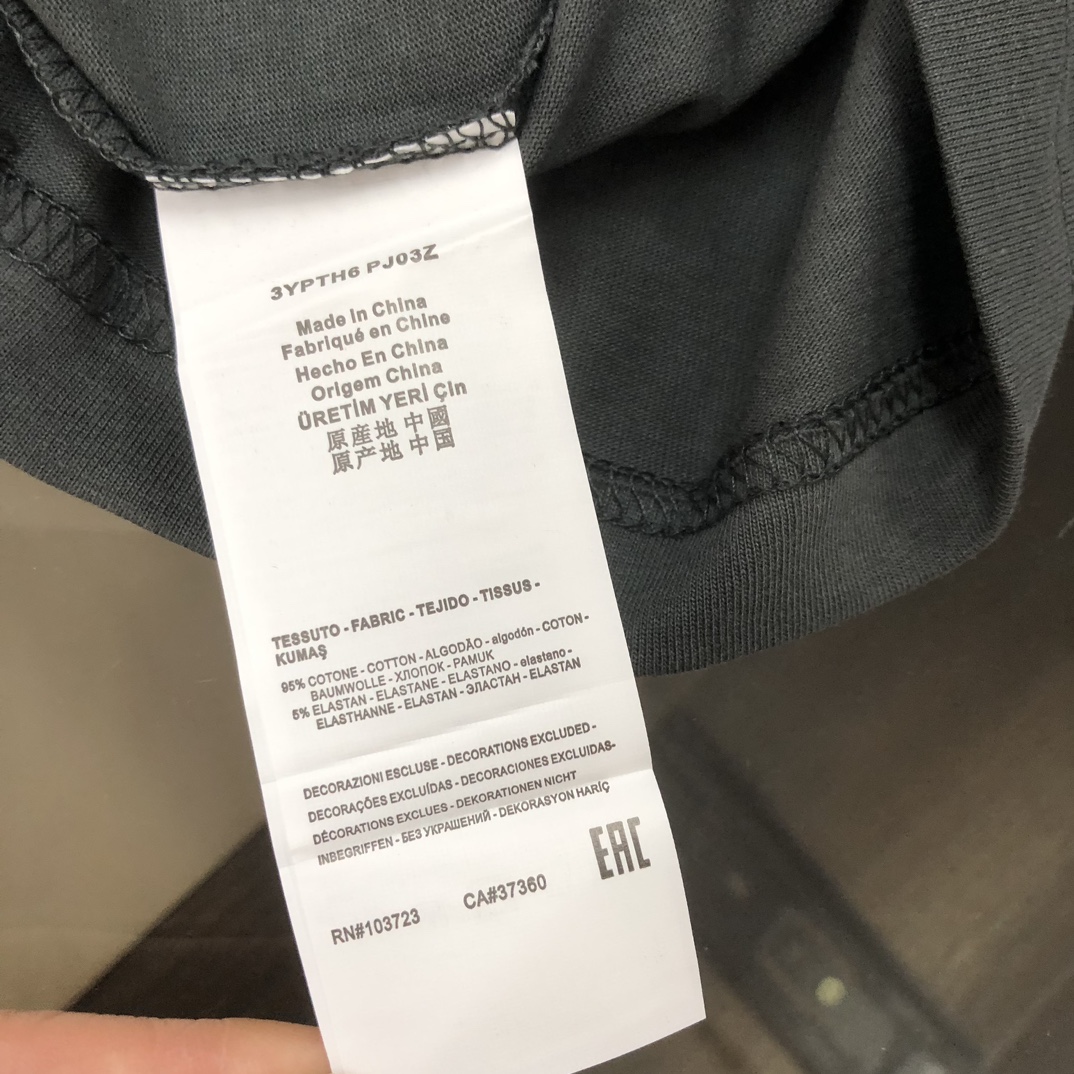 3YPTH6 PJ03Z
Made in China
Fabriqué en Chine
Hecho En China
Origem China
ÜRETİM YERİ Çin
原産地 中國
原产地 中国
TESSUTO - FABRIC - TEJIDO - TISSUS -
KUMAŞ
95% COTONE - COTTON - ALGODÃO - algodón - COTON -
BAUMWOLLE - ХЛОПОК - PAMUK
5% ELASTAN - ELASTANE - ELASTANO - elastano -
ELASTHANNE - ELASTAN - ЭЛАСТАН - ELASTAN
DECORAZIONI ESCLUSE - DECORATIONS EXCLUDED -
DECORAÇÕES EXCLUÍDAS - DECORACIONES EXCLUIDAS-
DÉCORATIONS EXCLUES - DEKORATIONEN NICHT
INBEGRIFFEN - БЕЗ УКРАШЕНИЙ - DEKORASYON HARİÇ
EAC
RN#103723 CA#37360